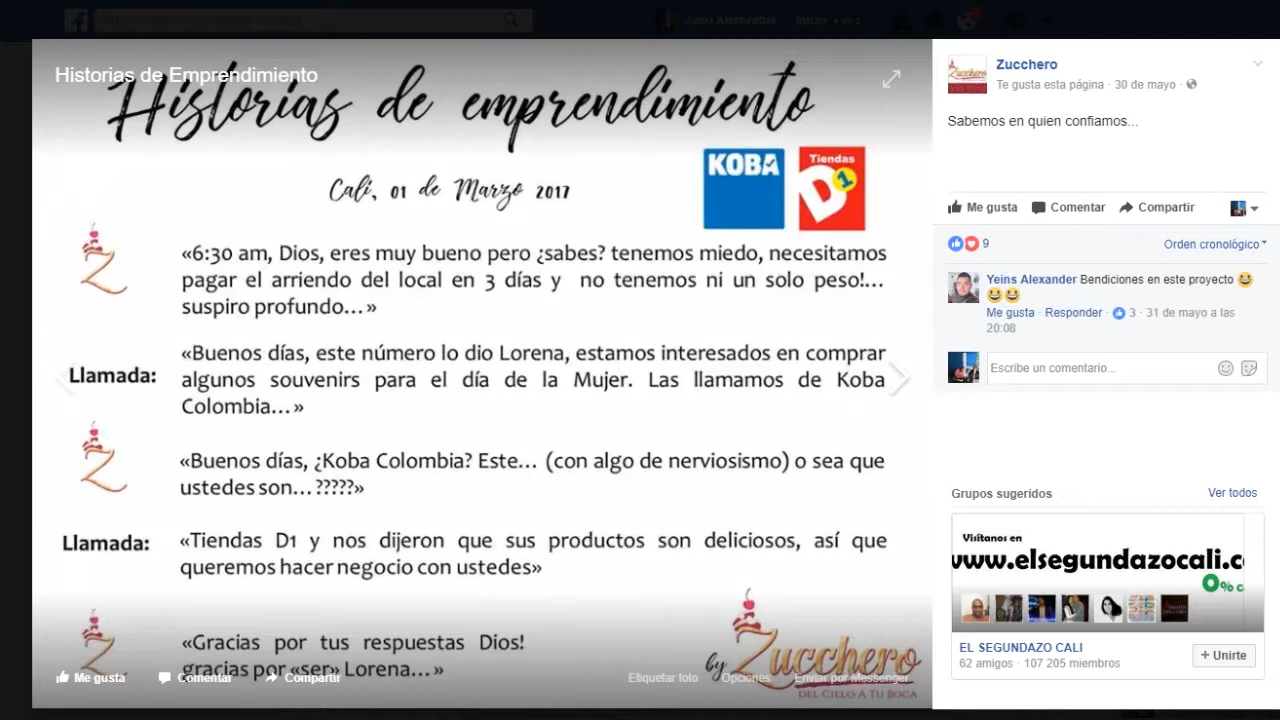 Jano Aristizabal
Inicio
Historias de Emprendimiento
Historias de emprendimiento
Cali, 01 de Marzo 2017
KOBA
Tiendas
D1
«6:30 am, Dios, eres muy bueno pero ¿sabes? tenemos miedo, necesitamos
pagar el arriendo del local en 3 días y no tenemos ni un solo peso!...
suspiro profundo...»
Llamada:
«Buenos días, este número lo dio Lorena, estamos interesados en comprar
algunos souvenirs para el día de la Mujer. Las llamamos de Koba
Colombia...»
«Buenos días, ¿Koba Colombia? Este... (con algo de nerviosismo) o sea que
ustedes son...?????»
Llamada:
«Tiendas D1 y nos dijeron que sus productos son deliciosos, así que
queremos hacer negocio con ustedes»
«Gracias por tus respuestas Dios!
gracias por «ser» Lorena...»
by Zucchero
DEL CIELO A TU BOCA
Me gusta Comentar Compartir
Etiquetar foto Opciones Enviar por Messenger
Zucchero
Zucchero
Te gusta esta página · 30 de mayo ·
Sabemos en quien confiamos...
Me gusta Comentar Compartir
9
Orden cronológico
Yeins Alexander Bendiciones en este proyecto 😀
😀😀
Me gusta · Responder · 3 · 31 de mayo a las
20:08
Escribe un comentario...
Grupos sugeridos
Ver todos
Visítanos en
www.elsegundazocali.c
0% c
EL SEGUNDAZO CALI
62 amigos · 107 205 miembros
+ Unirte